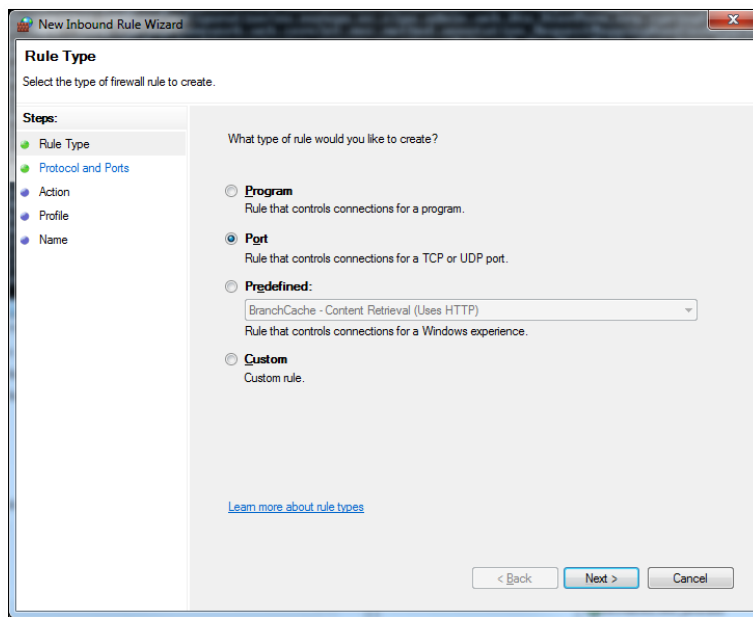 New Inbound Rule Wizard
Rule Type
Select the type of firewall rule to create.
Steps:
Rule Type
Protocol and Ports
Action
Profile
Name
What type of rule would you like to create?
Program
Rule that controls connections for a program.
Port
Rule that controls connections for a TCP or UDP port.
Predefined:
BranchCache - Content Retrieval (Uses HTTP)
Rule that controls connections for a Windows experience.
Custom
Custom rule.
Learn more about rule types
< Back Next > Cancel